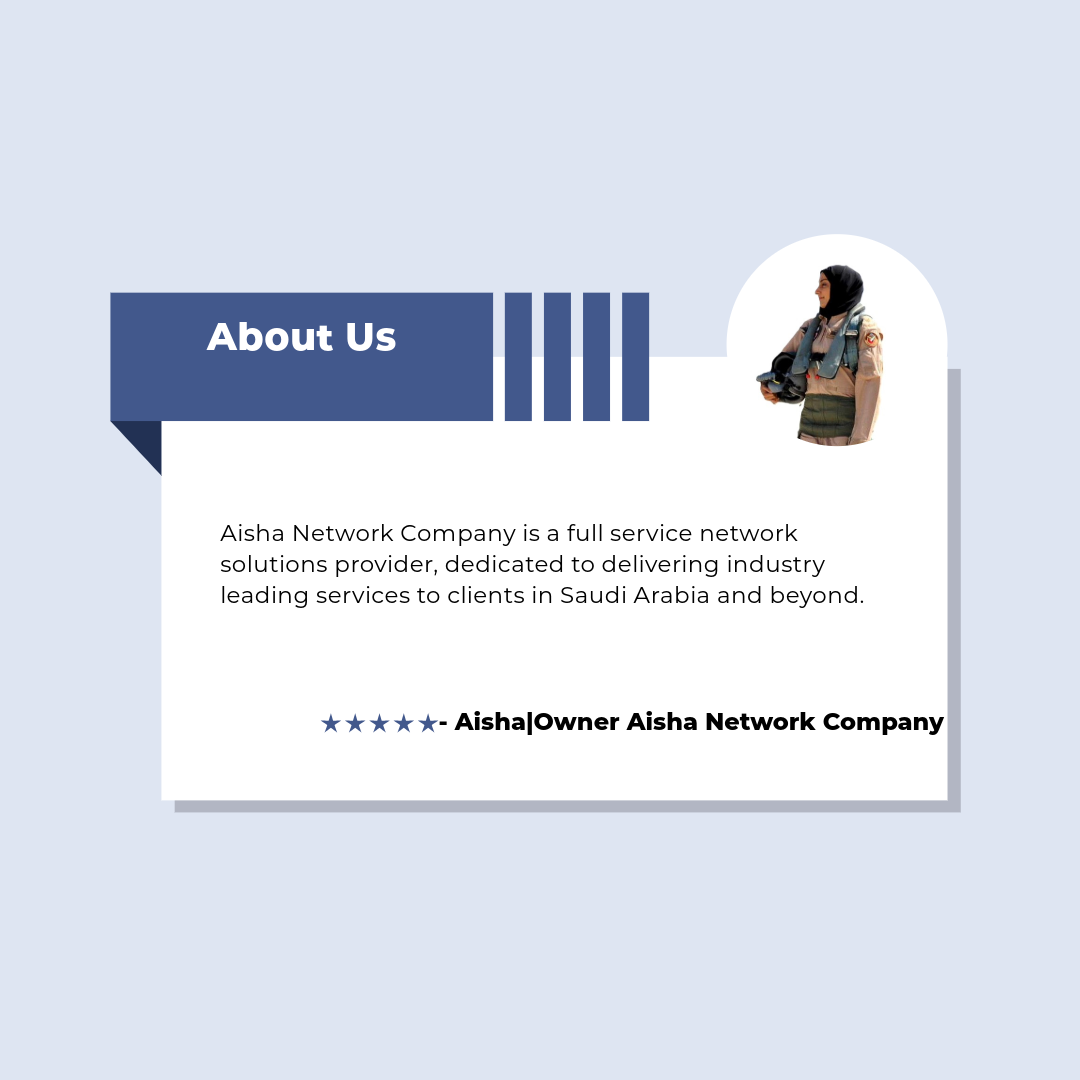 About Us
Aisha Network Company is a full service network
solutions provider, dedicated to delivering industry
leading services to clients in Saudi Arabia and beyond.
★★★★★- Aisha|Owner Aisha Network Company